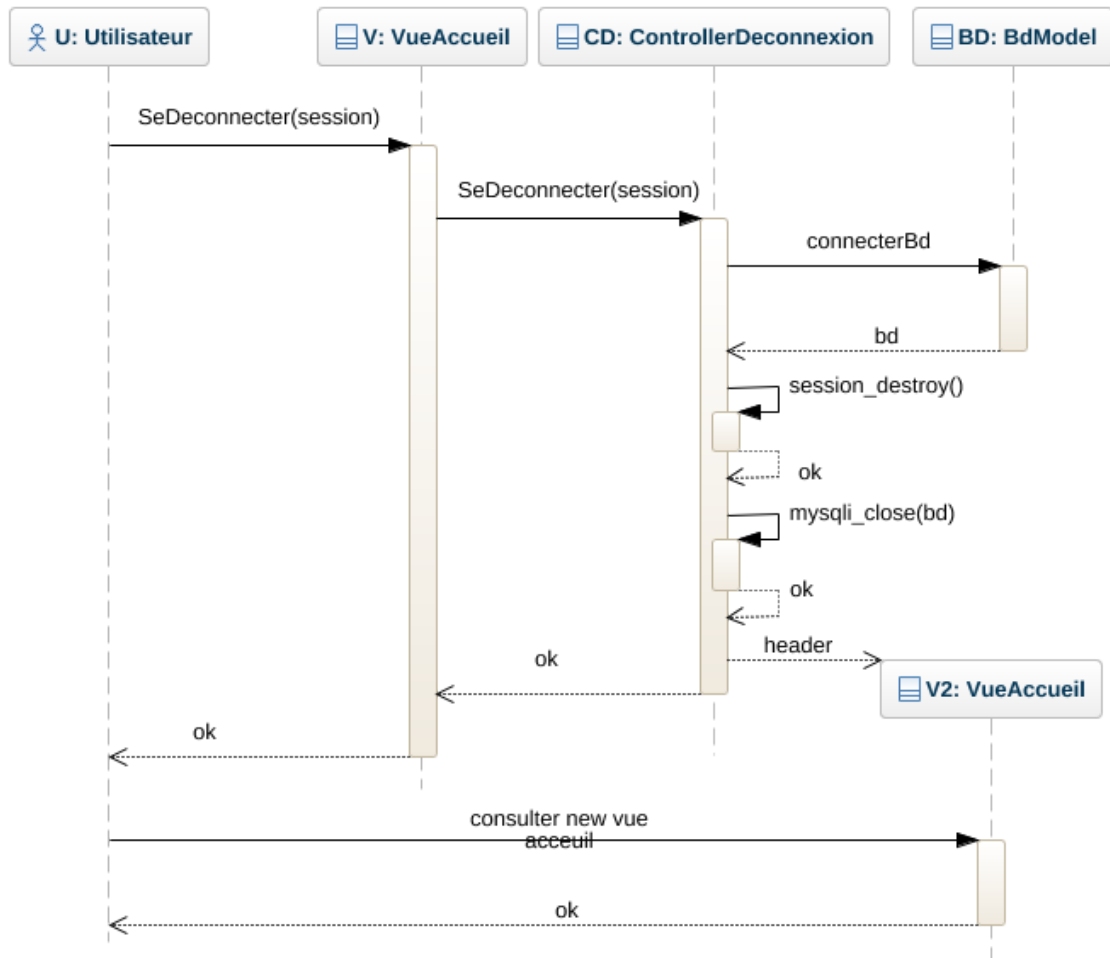 U: Utilisateur
V: VueAccueil
CD: ControllerDeconnexion
BD: BdModel
SeDeconnecter(session)
SeDeconnecter(session)
connecterBd
bd
session_destroy()
ok
mysqli_close(bd)
ok
header
ok
V2: VueAccueil
ok
consulter new vue
acceuil
ok